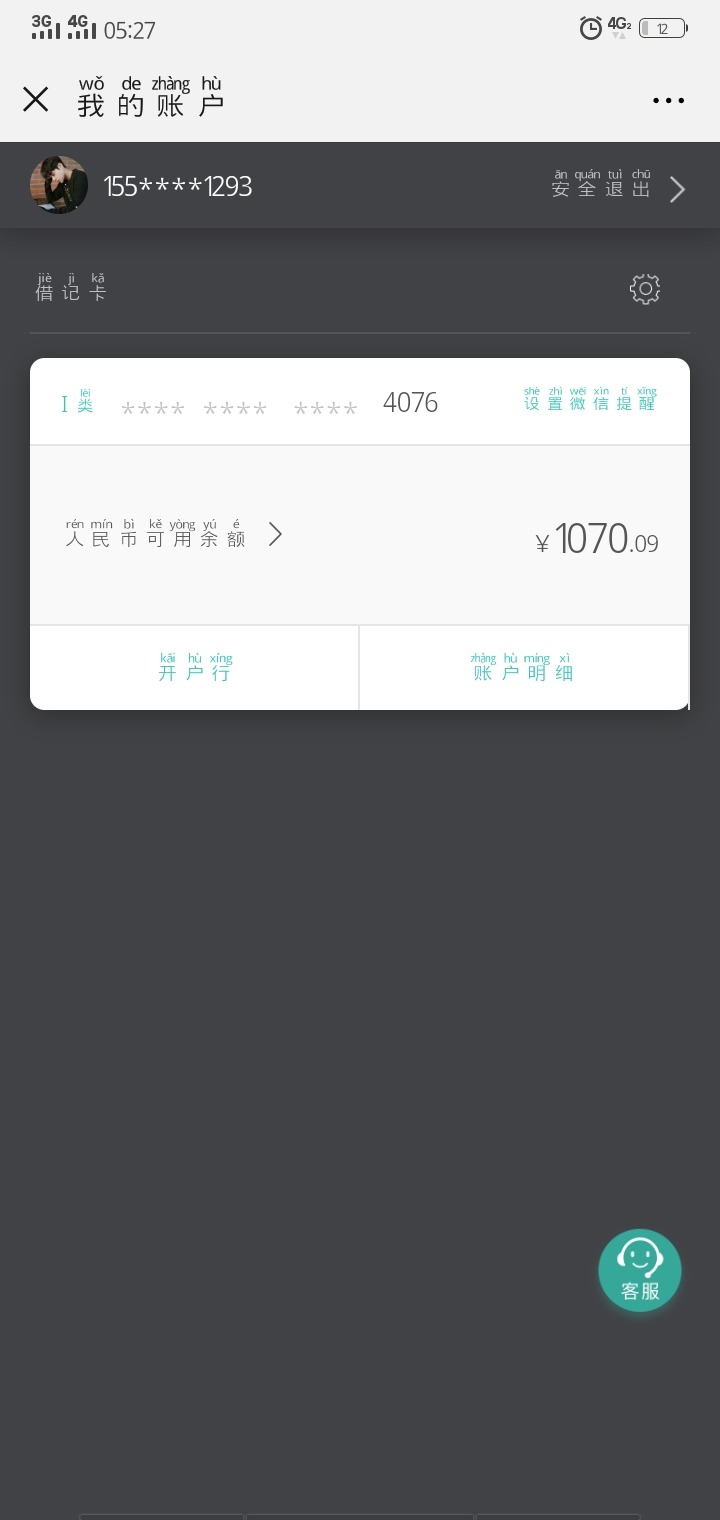 3G 4G 05:27 4G2 12
wǒ de zhàng hù
我的账户
155****1293
ān quán tuì chū
安全退出
jiè jì kǎ
借记卡
lèi
I类 **** **** **** 4076
shè zhì wēi xìn tí xǐng
设置微信提醒
rén mín bì kě yòng yú é
人民币可用余额
¥1070.09
kāi hù xíng
开户行
zhàng hù míng xì
账户明细
客服